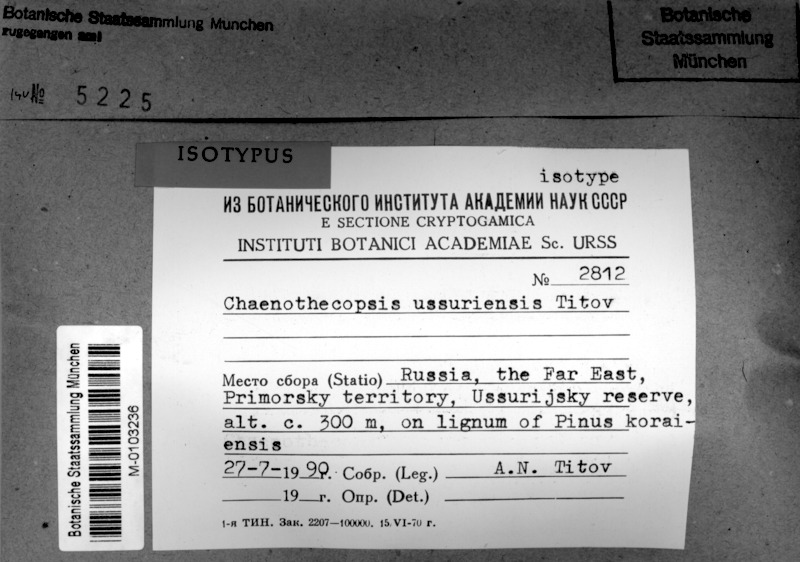 Botanische Staatssammlung Munchen
zugegangen am:
Botanische
Staatssammlung
München
№ 5225
ISOTYPUS
isotype
ИЗ БОТАНИЧЕСКОГО ИНСТИТУТА АКАДЕМИИ НАУК СССР
E SECTIONE CRYPTOGAMICA
INSTITUTI BOTANICI ACADEMIAE Sc. URSS
№ 2812
Chaenothecopsis ussuriensis Titov
Место сбора (Statio) Russia, the Far East,
Primorsky territory, Ussurijsky reserve,
alt. c. 300 m, on lignum of Pinus korai-
ensis
27-7-1990г. Собр. (Leg.) A.N. Titov
19 г. Опр. (Det.)
1-я ТИН. Зак. 2207—100000. 15.VI-70 г.
Botanische Staatssammlung München
M-0103236